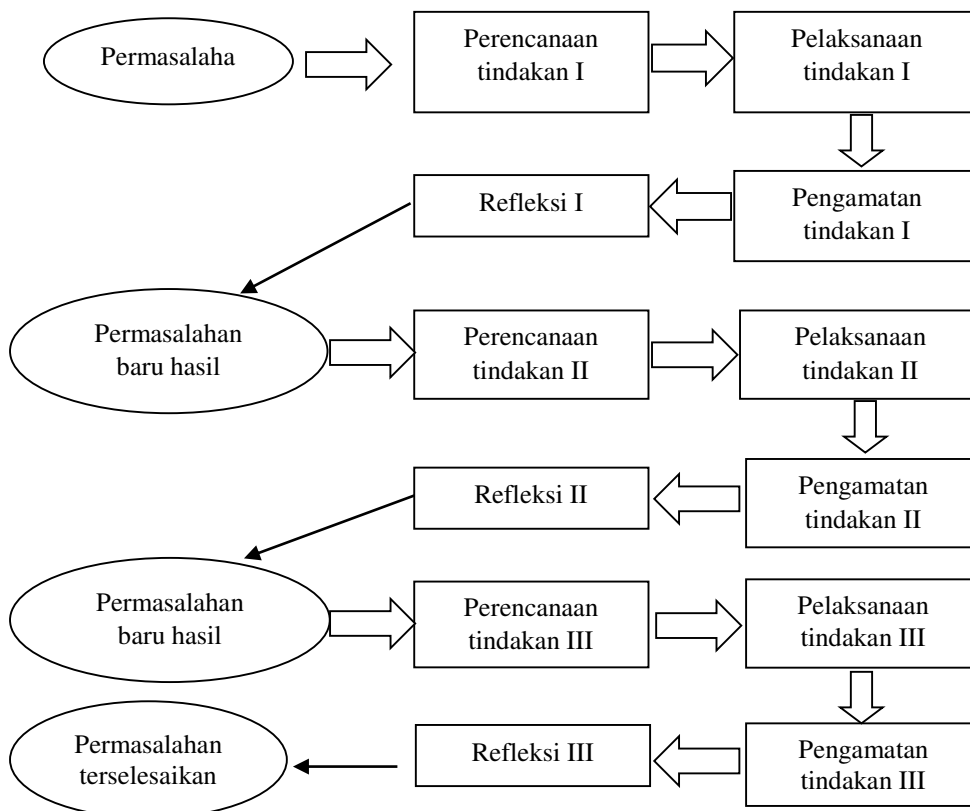 Permasalaha
Perencanaan
tindakan I
Pelaksanaan
tindakan I
Refleksi I
Pengamatan
tindakan I
Permasalahan
baru hasil
Perencanaan
tindakan II
Pelaksanaan
tindakan II
Refleksi II
Pengamatan
tindakan II
Permasalahan
baru hasil
Perencanaan
tindakan III
Pelaksanaan
tindakan III
Permasalahan
terselesaikan
Refleksi III
Pengamatan
tindakan III